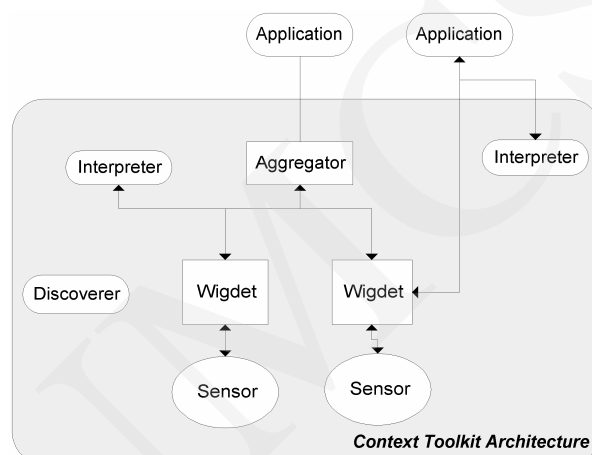 Application
Application
Interpreter
Aggregator
Interpreter
Discoverer
Wigdet
Wigdet
Sensor
Sensor
Context Toolkit Architecture